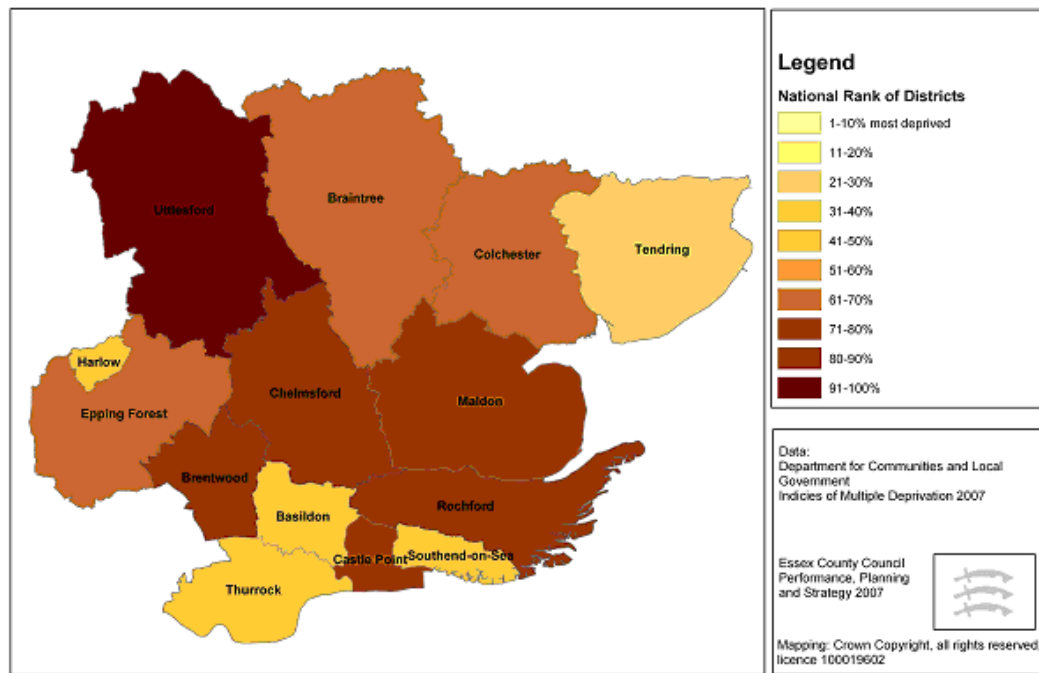 Uttlesford
Braintree
Colchester
Tendring
Harlow
Epping Forest
Chelmsford
Maldon
Brentwood
Basildon
Rochford
Castle Point
Southend-on-Sea
Thurrock
Legend
National Rank of Districts
1-10% most deprived
11-20%
21-30%
31-40%
41-50%
51-60%
61-70%
71-80%
80-90%
91-100%
Data:
Department for Communities and Local
Government
Indicies of Multiple Deprivation 2007
Essex County Council
Performance, Planning
and Strategy 2007
Mapping: Crown Copyright, all rights reserved,
licence 100019602